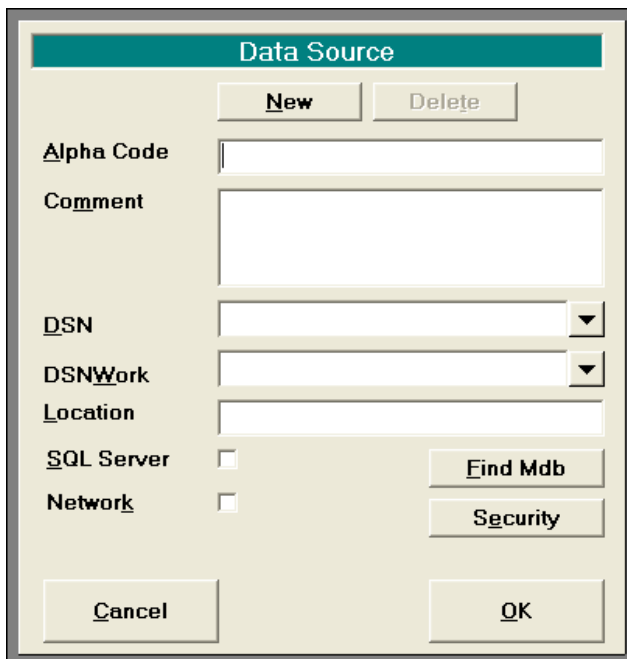 Data Source
New Delete
Alpha Code
Comment
DSN
DSNWork
Location
SQL Server Find Mdb
Network Security
Cancel OK